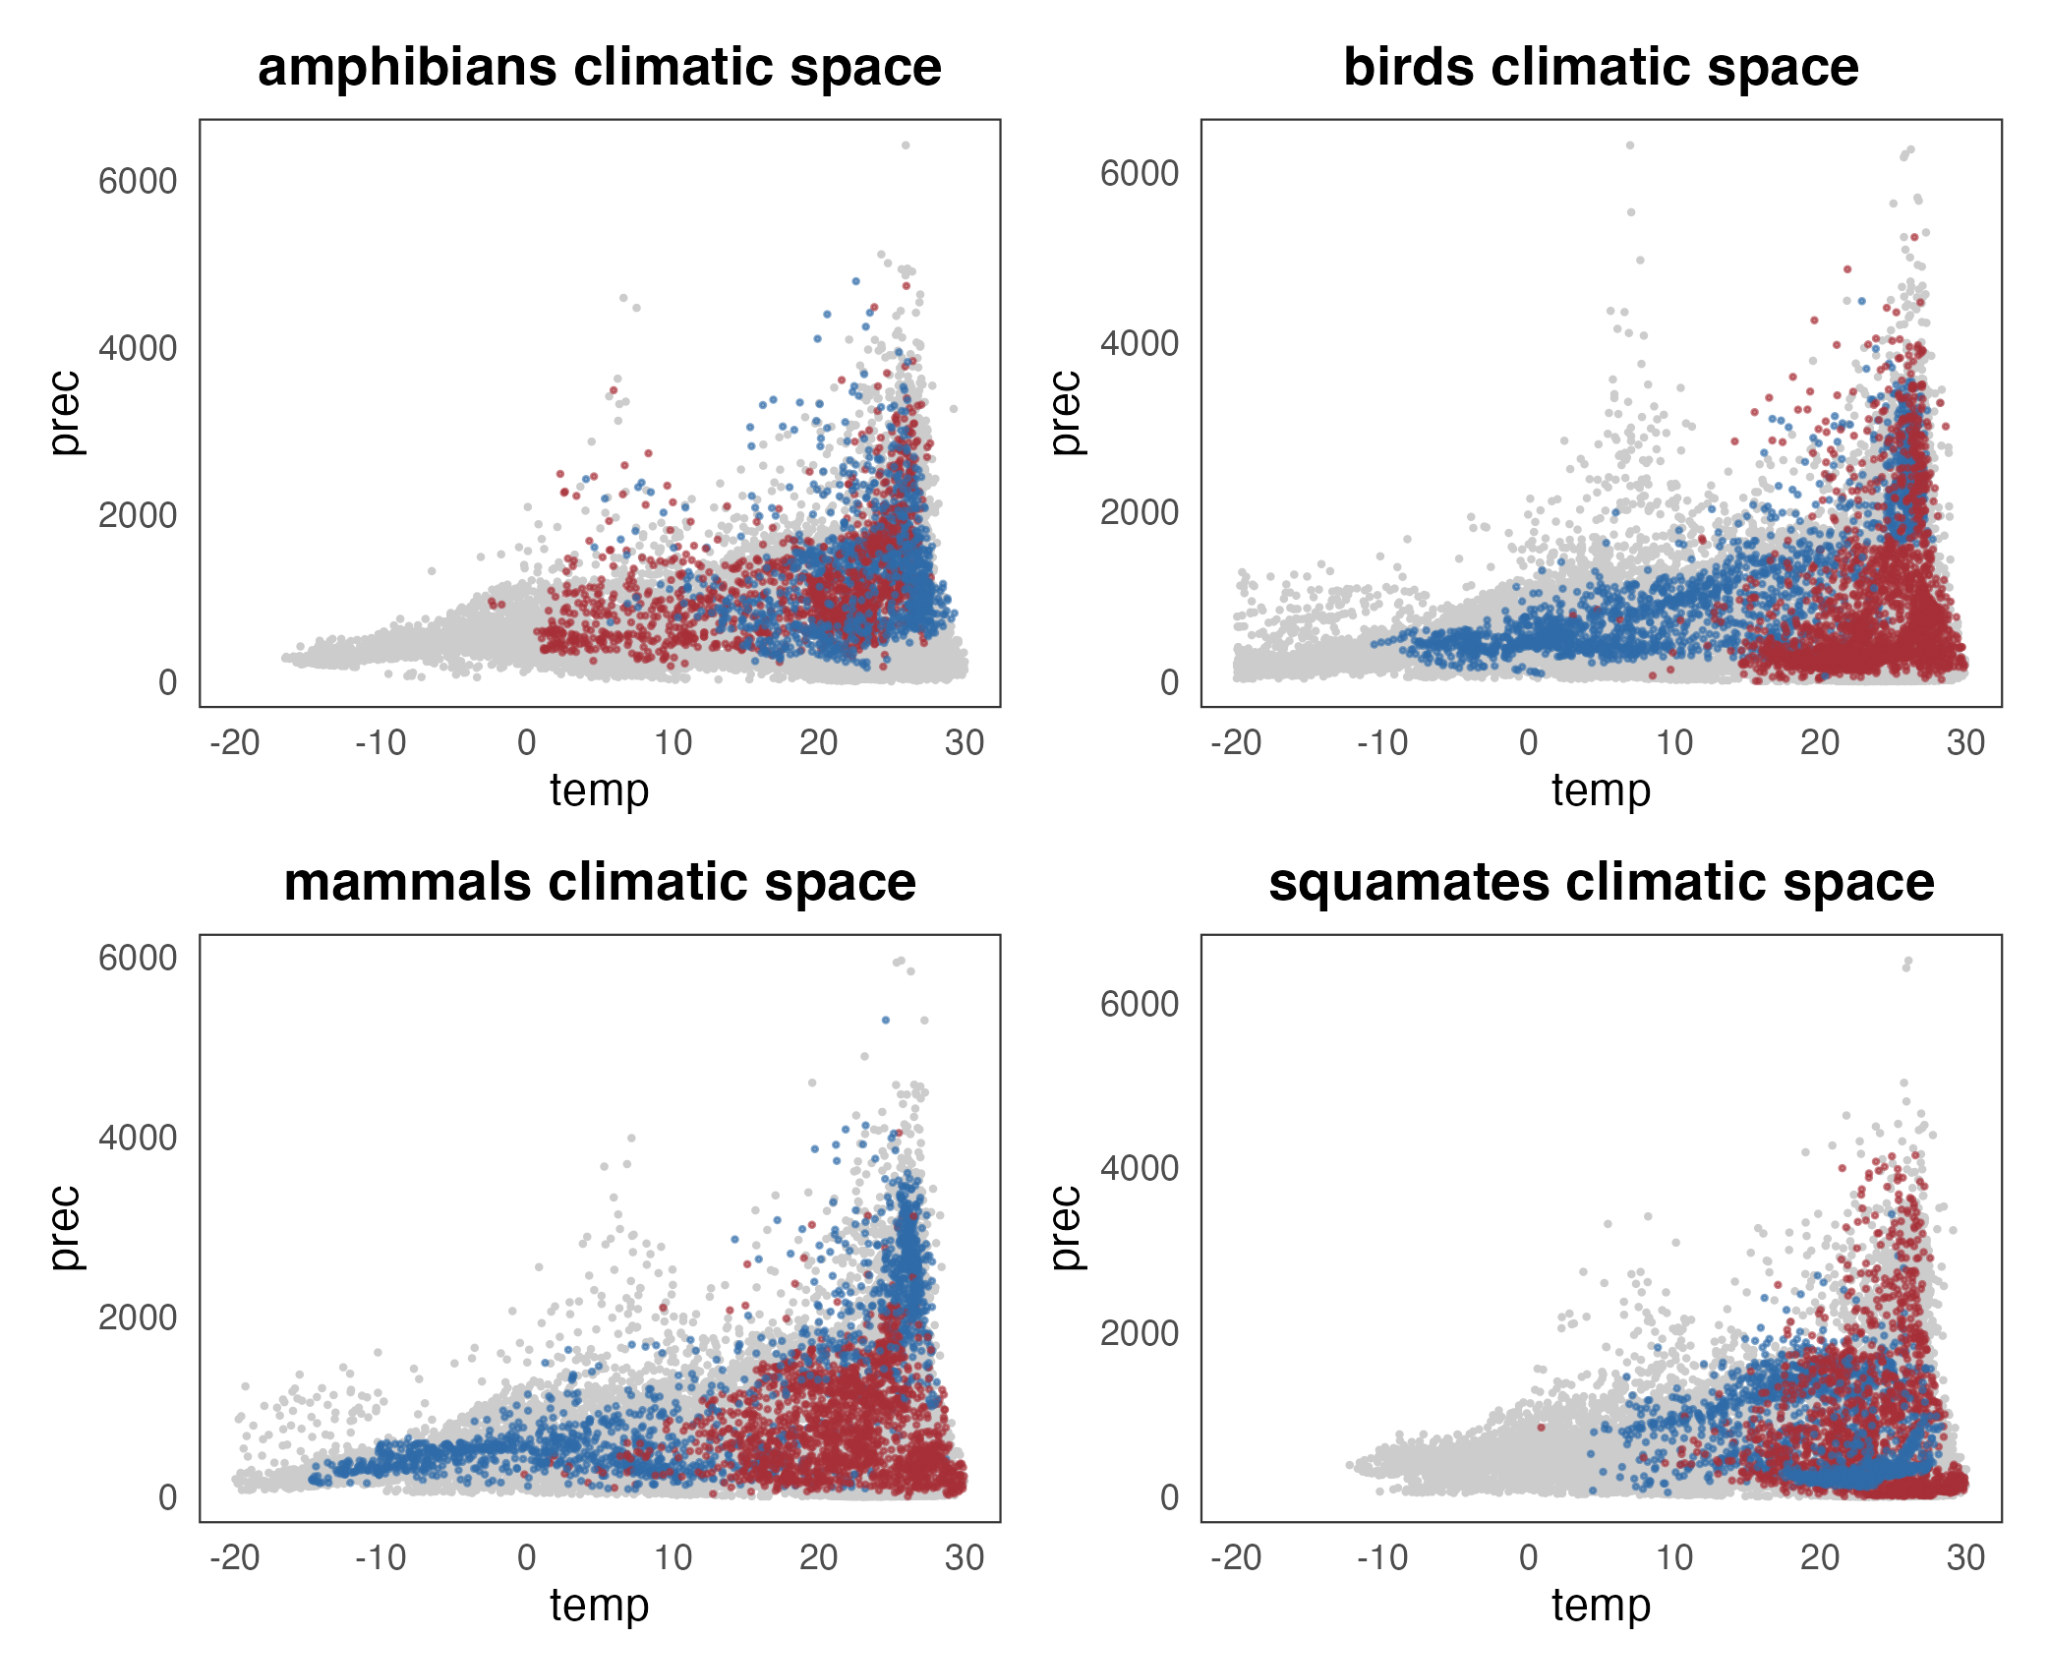 amphibians climatic space
prec
6000
4000
2000
0
-20 -10 0 10 20 30
temp
birds climatic space
prec
6000
4000
2000
0
-20 -10 0 10 20 30
temp
mammals climatic space
prec
6000
4000
2000
0
-20 -10 0 10 20 30
temp
squamates climatic space
prec
6000
4000
2000
0
-20 -10 0 10 20 30
temp